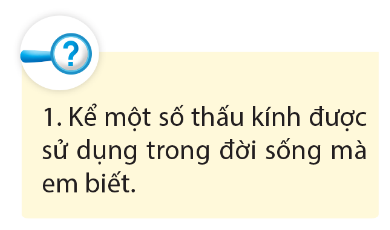 ?
1. Kể một số thấu kính được
sử dụng trong đời sống mà
em biết.